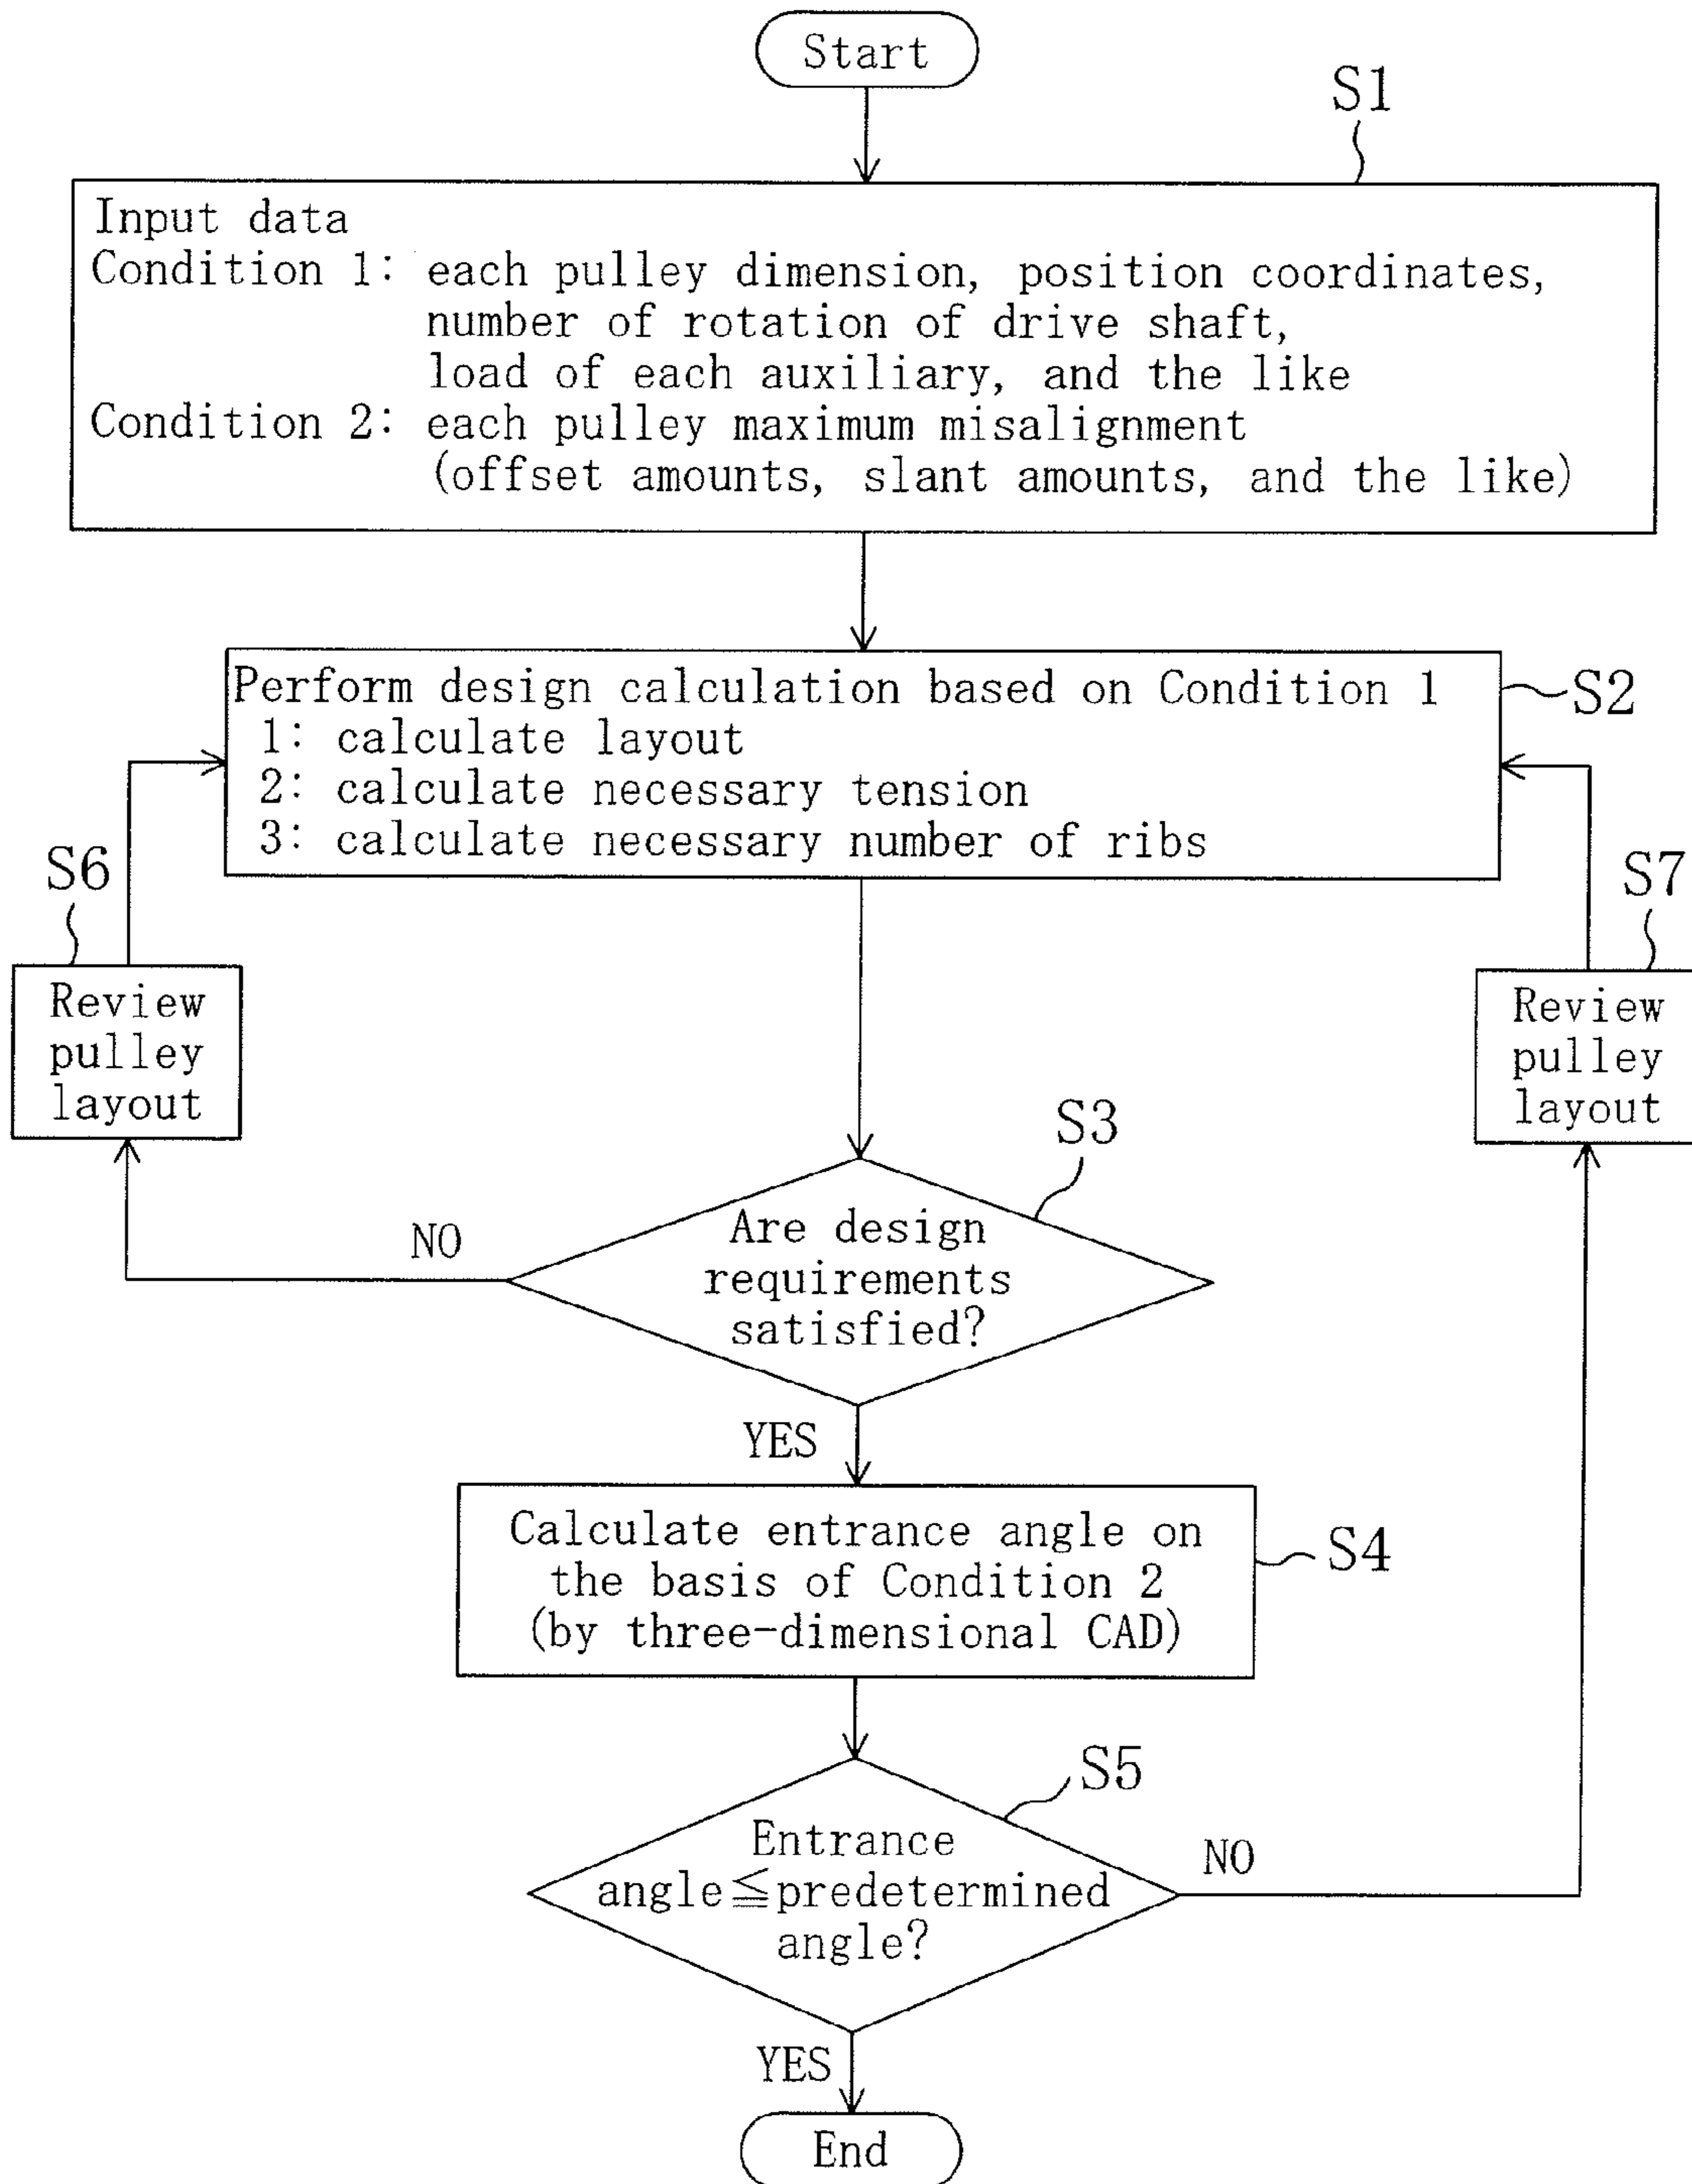 Start
S1
Input data
Condition 1: each pulley dimension, position coordinates,
number of rotation of drive shaft,
load of each auxiliary, and the like
Condition 2: each pulley maximum misalignment
(offset amounts, slant amounts, and the like)
Perform design calculation based on Condition 1
S2
1: calculate layout
2: calculate necessary tension
3: calculate necessary number of ribs
S6
S7
Review
pulley
layout
Review
pulley
layout
S3
NO
Are design
requirements
satisfied?
YES
Calculate entrance angle on
the basis of Condition 2
(by three-dimensional CAD)
S4
S5
Entrance
angle≦predetermined
angle?
NO
YES
End